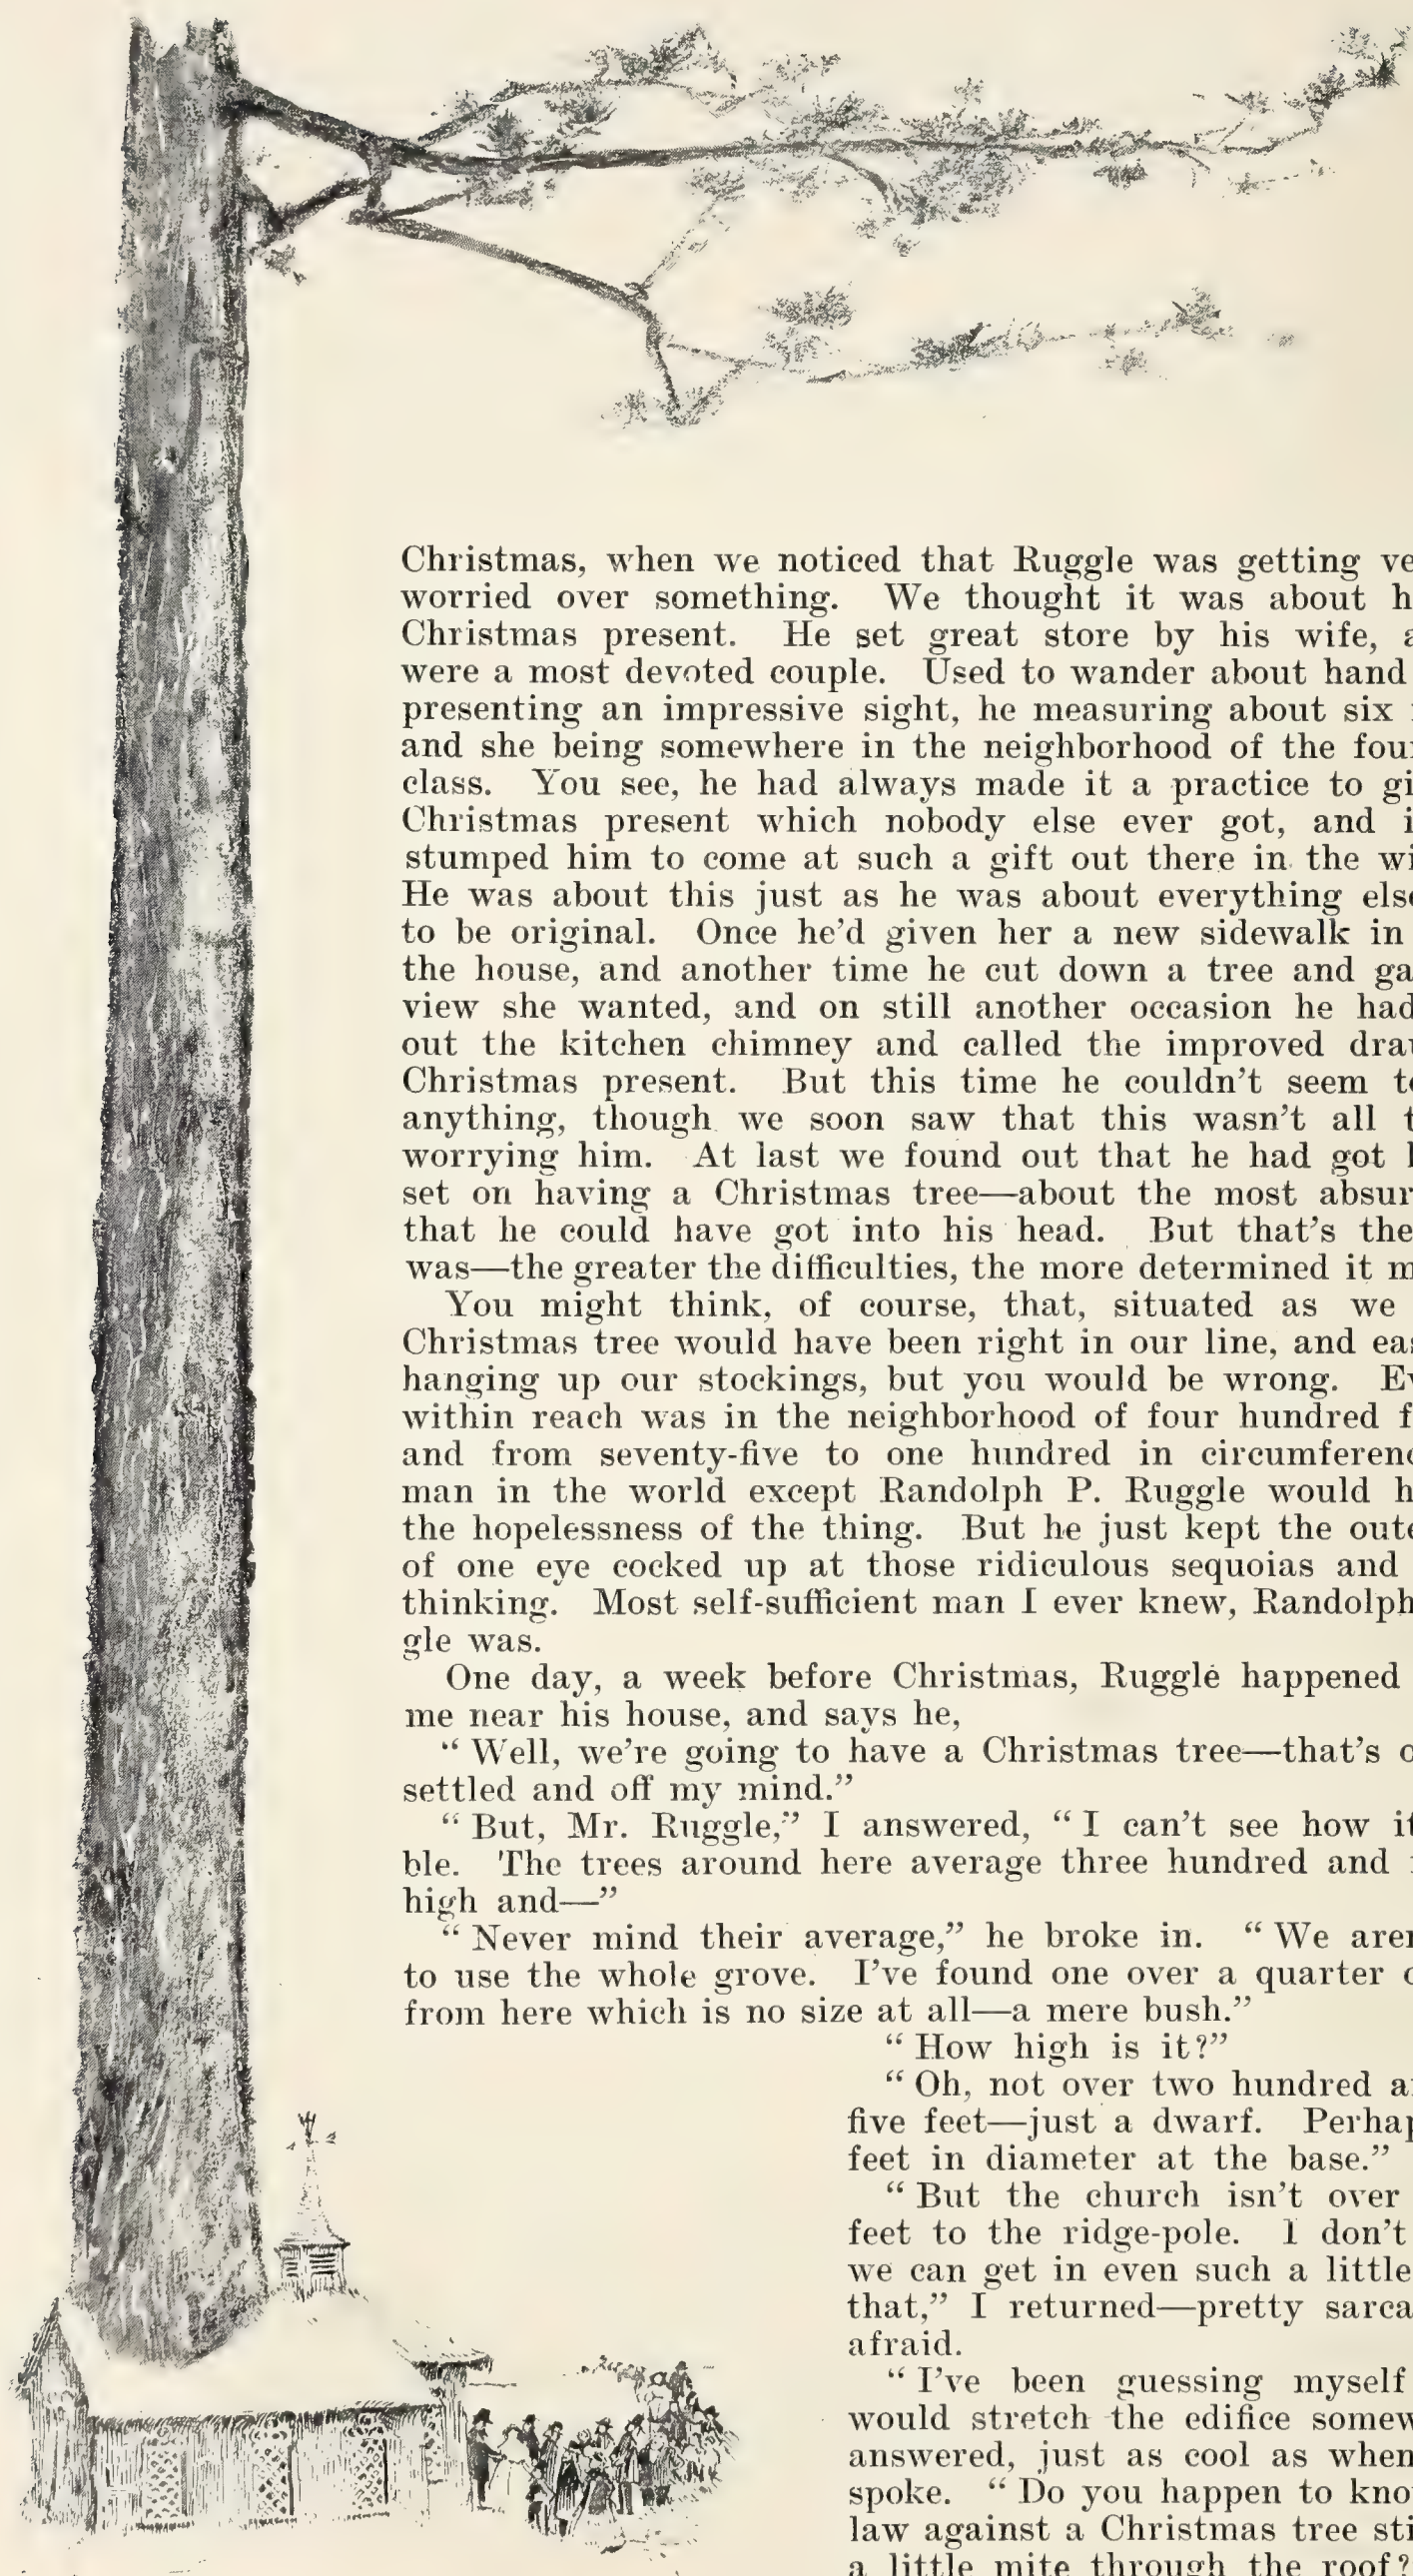 Christmas, when we noticed that Ruggle was getting ve
worried over something. We thought it was about h
Christmas present. He set great store by his wife, a
were a most devoted couple. Used to wander about hand
presenting an impressive sight, he measuring about six
and she being somewhere in the neighborhood of the four
class. You see, he had always made it a practice to gi
Christmas present which nobody else ever got, and i
stumped him to come at such a gift out there in the wi
He was about this just as he was about everything else
to be original. Once he'd given her a new sidewalk in
the house, and another time he cut down a tree and ga
view she wanted, and on still another occasion he had
out the kitchen chimney and called the improved drau
Christmas present. But this time he couldn't seem to
anything, though we soon saw that this wasn't all t
worrying him. At last we found out that he had got h
set on having a Christmas tree—about the most absur
that he could have got into his head. But that's the
was—the greater the difficulties, the more determined it m
You might think, of course, that, situated as we
Christmas tree would have been right in our line, and eas
hanging up our stockings, but you would be wrong. Ev
within reach was in the neighborhood of four hundred f
and from seventy-five to one hundred in circumferenc
man in the world except Randolph P. Ruggle would h
the hopelessness of the thing. But he just kept the oute
of one eye cocked up at those ridiculous sequoias and
thinking. Most self-sufficient man I ever knew, Randolph
gle was.
One day, a week before Christmas, Ruggle happened
me near his house, and says he,
“Well, we're going to have a Christmas tree—that's o
settled and off my mind.”
“But, Mr. Ruggle,” I answered, “I can't see how it
ble. The trees around here average three hundred and
high and—”
“Never mind their average,” he broke in. “We aren
to use the whole grove. I've found one over a quarter o
from here which is no size at all—a mere bush.”
“How high is it?”
“Oh, not over two hundred an
five feet—just a dwarf. Perhap
feet in diameter at the base.”
“But the church isn't over
feet to the ridge-pole. I don't
we can get in even such a little
that,” I returned—pretty sarca
afraid.
“I've been guessing myself
would stretch the edifice somew
answered, just as cool as when
spoke. “Do you happen to kno
law against a Christmas tree sti
a little mite through the roof?